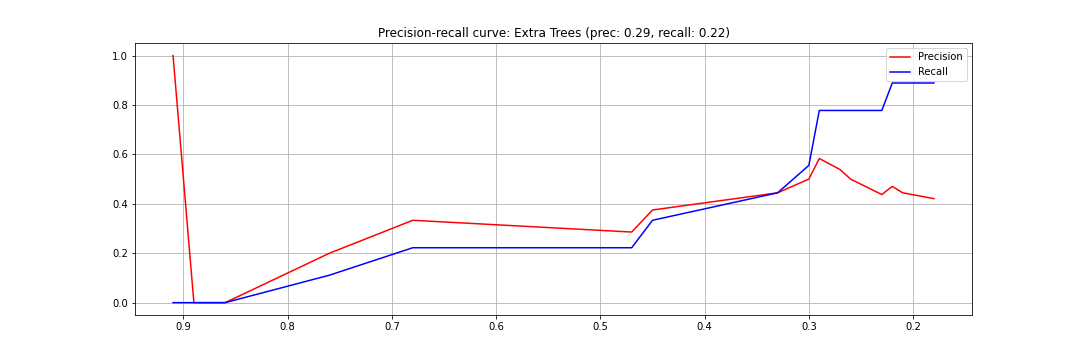 Precision-recall curve: Extra Trees (prec: 0.29, recall: 0.22)
1.0
0.8
0.6
0.4
0.2
0.0
Precision
Recall
0.9 0.8 0.7 0.6 0.5 0.4 0.3 0.2